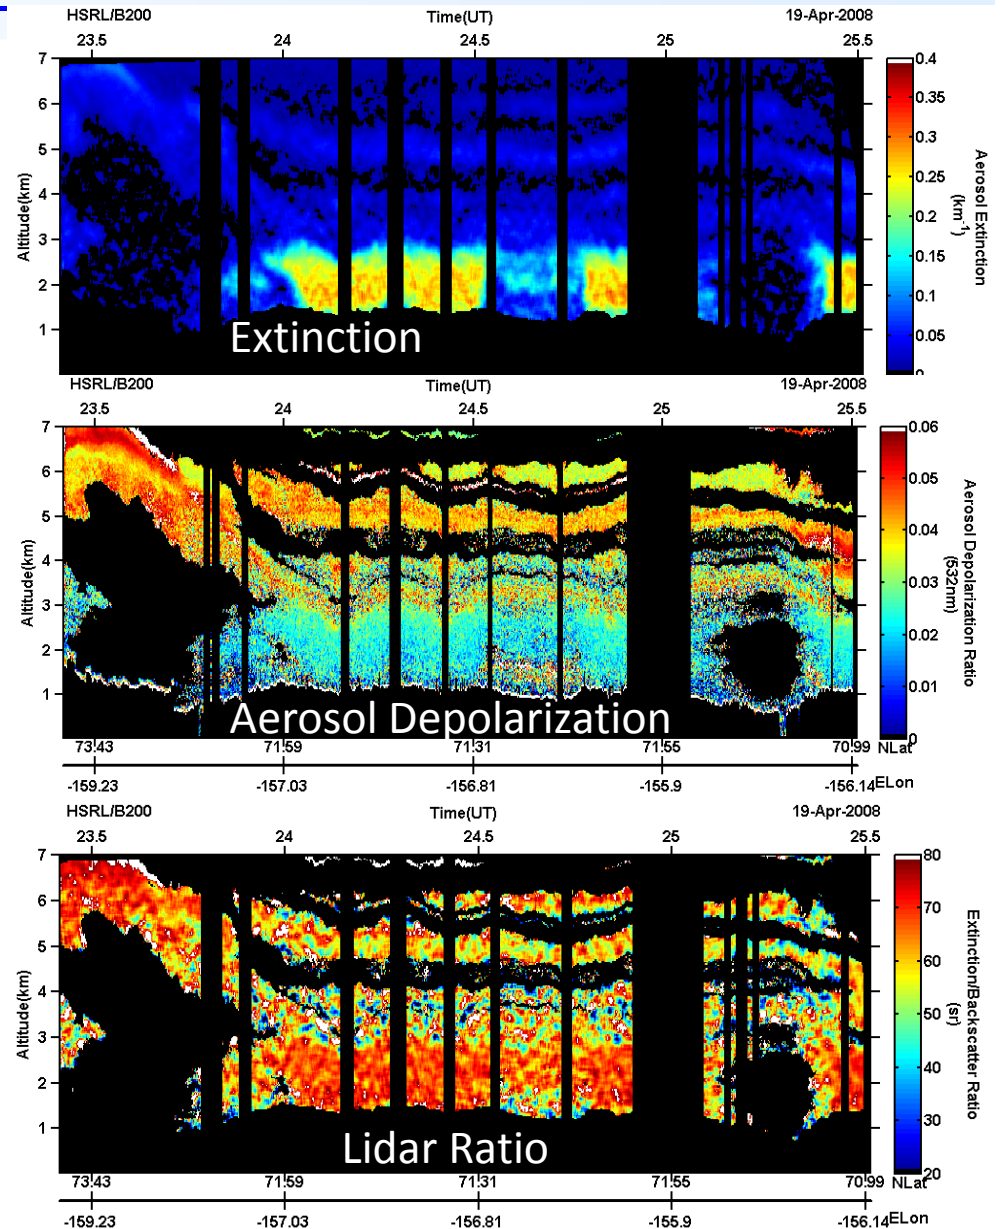 HSRL/B200 Time(UT) 19-Apr-2008
23.5 24 24.5 25 25.5
7
6
5
4
3
2
1
Altitude(km)
Extinction
0.4
0.35
0.3
0.25
0.2
0.15
0.1
0.05
0
Aerosol Extinction
(km-1)
HSRL/B200 Time(UT) 19-Apr-2008
23.5 24 24.5 25 25.5
7
6
5
4
3
2
1
Altitude(km)
Aerosol Depolarization
0.06
0.05
0.04
0.03
0.02
0.01
0
Aerosol Depolarization Ratio
(532nm)
73.43 71.59 71.31 71.55 70.99 NLat
-159.23 -157.03 -156.81 -155.9 -156.14 ELon
HSRL/B200 Time(UT) 19-Apr-2008
23.5 24 24.5 25 25.5
7
6
5
4
3
2
1
Altitude(km)
Lidar Ratio
80
70
60
50
40
30
20
Extinction/Backscatter Ratio
(sr)
73.43 71.59 71.31 71.55 70.99 NLat
-159.23 -157.03 -156.81 -155.9 -156.14 ELon